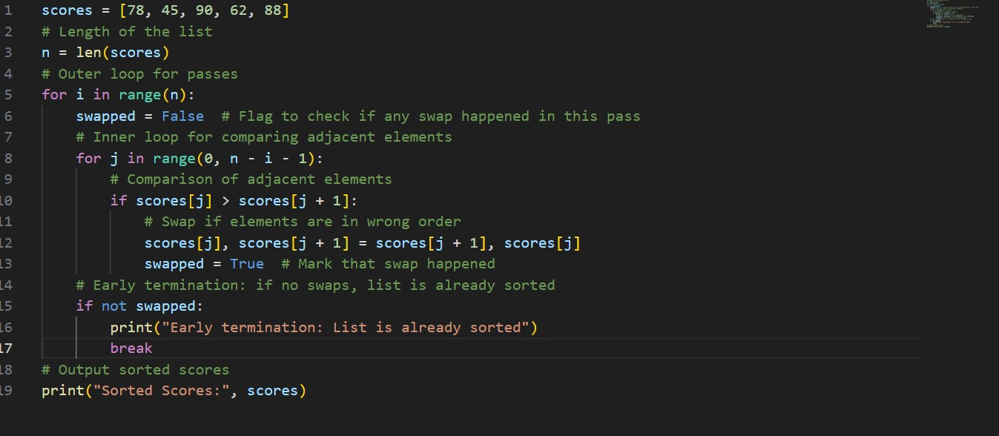 1 scores = [78, 45, 90, 62, 88]
2 # Length of the list
3 n = len(scores)
4 # Outer loop for passes
5 for i in range(n):
6     swapped = False  # Flag to check if any swap happened in this pass
7     # Inner loop for comparing adjacent elements
8     for j in range(0, n - i - 1):
9         # Comparison of adjacent elements
10         if scores[j] > scores[j + 1]:
11             # Swap if elements are in wrong order
12             scores[j], scores[j + 1] = scores[j + 1], scores[j]
13             swapped = True  # Mark that swap happened
14     # Early termination: if no swaps, list is already sorted
15     if not swapped:
16         print("Early termination: List is already sorted")
17         break
18 # Output sorted scores
19 print("Sorted Scores:", scores)